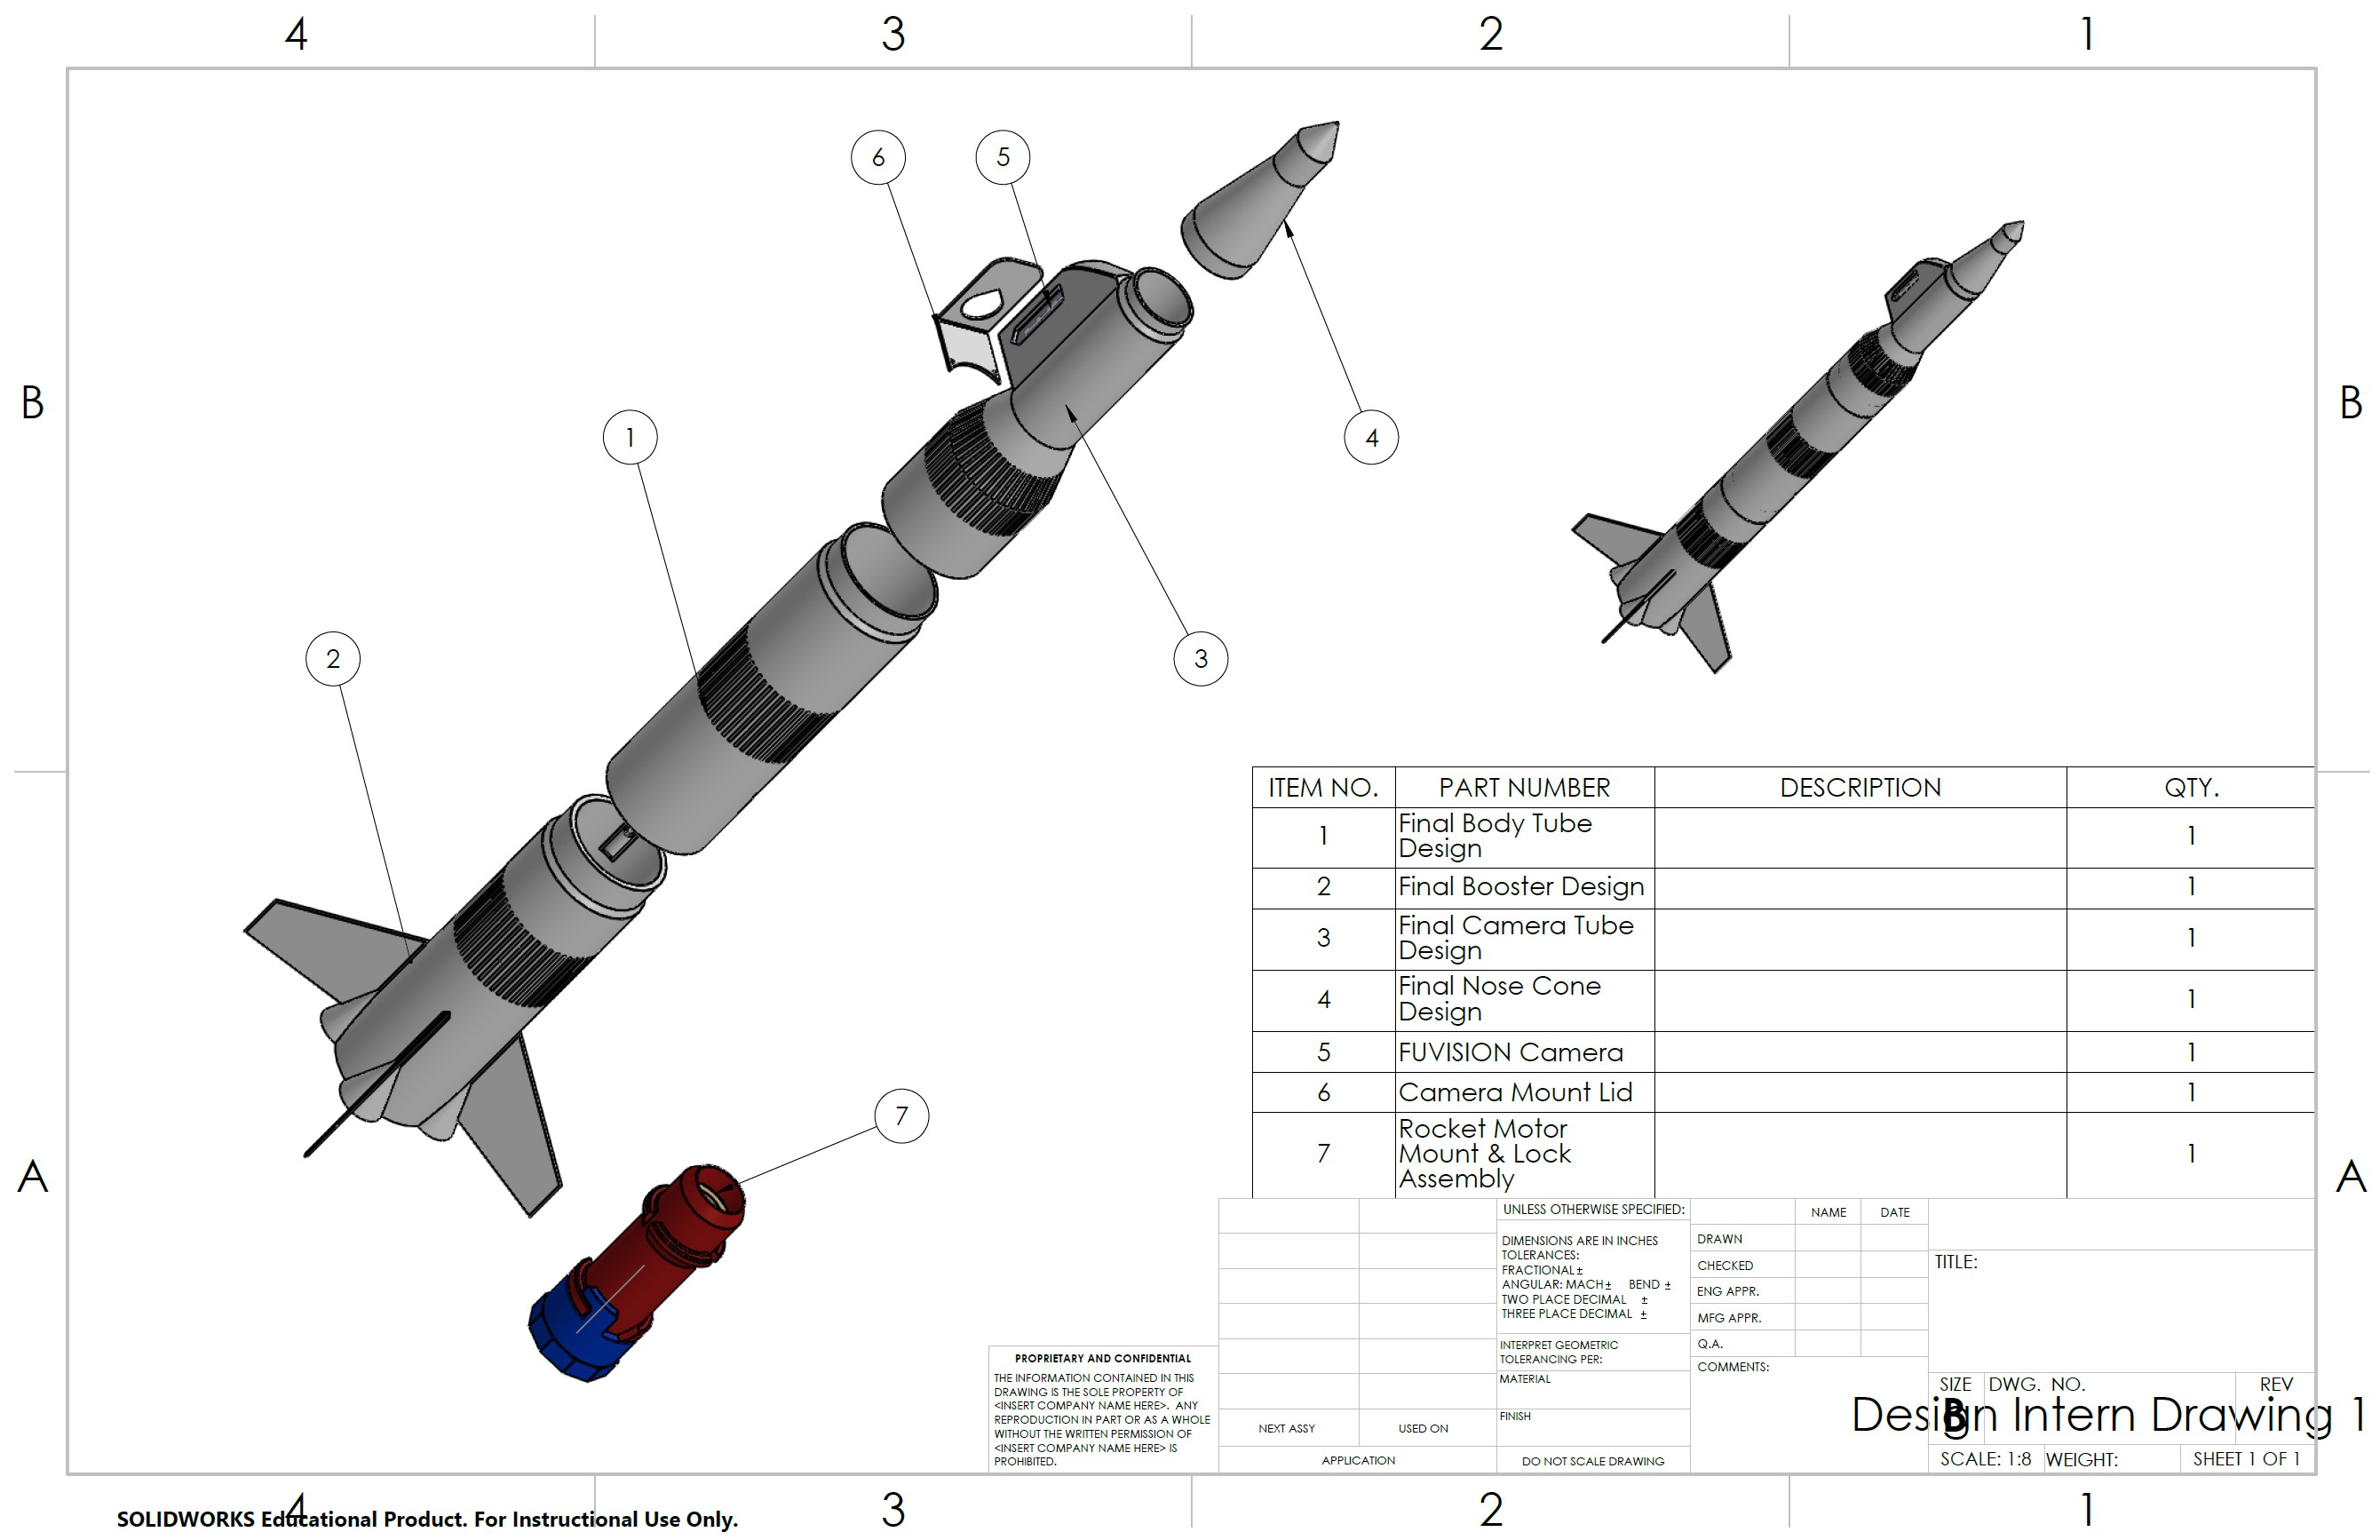 4 3 2 1
6 5
B B
1 4
2 3
7
A A
ITEM NO. PART NUMBER DESCRIPTION QTY.
1 Final Body Tube Design 1
2 Final Booster Design 1
3 Final Camera Tube Design 1
4 Final Nose Cone Design 1
5 FUVISION Camera 1
6 Camera Mount Lid 1
7 Rocket Motor Mount & Lock Assembly 1
PROPRIETARY AND CONFIDENTIAL
THE INFORMATION CONTAINED IN THIS
DRAWING IS THE SOLE PROPERTY OF
<INSERT COMPANY NAME HERE>. ANY
REPRODUCTION IN PART OR AS A WHOLE
WITHOUT THE WRITTEN PERMISSION OF
<INSERT COMPANY NAME HERE> IS
PROHIBITED.
NEXT ASSY USED ON
APPLICATION
UNLESS OTHERWISE SPECIFIED:
DIMENSIONS ARE IN INCHES
TOLERANCES:
FRACTIONAL±
ANGULAR: MACH± BEND ±
TWO PLACE DECIMAL ±
THREE PLACE DECIMAL ±
INTERPRET GEOMETRIC
TOLERANCING PER:
MATERIAL
FINISH
DO NOT SCALE DRAWING
NAME DATE
DRAWN
CHECKED
ENG APPR.
MFG APPR.
Q.A.
COMMENTS:
TITLE:
SIZE DWG. NO. REV
B
Design Intern Drawing 1
SCALE: 1:8 WEIGHT: SHEET 1 OF 1
4 3 2 1
SOLIDWORKS Educational Product. For Instructional Use Only.